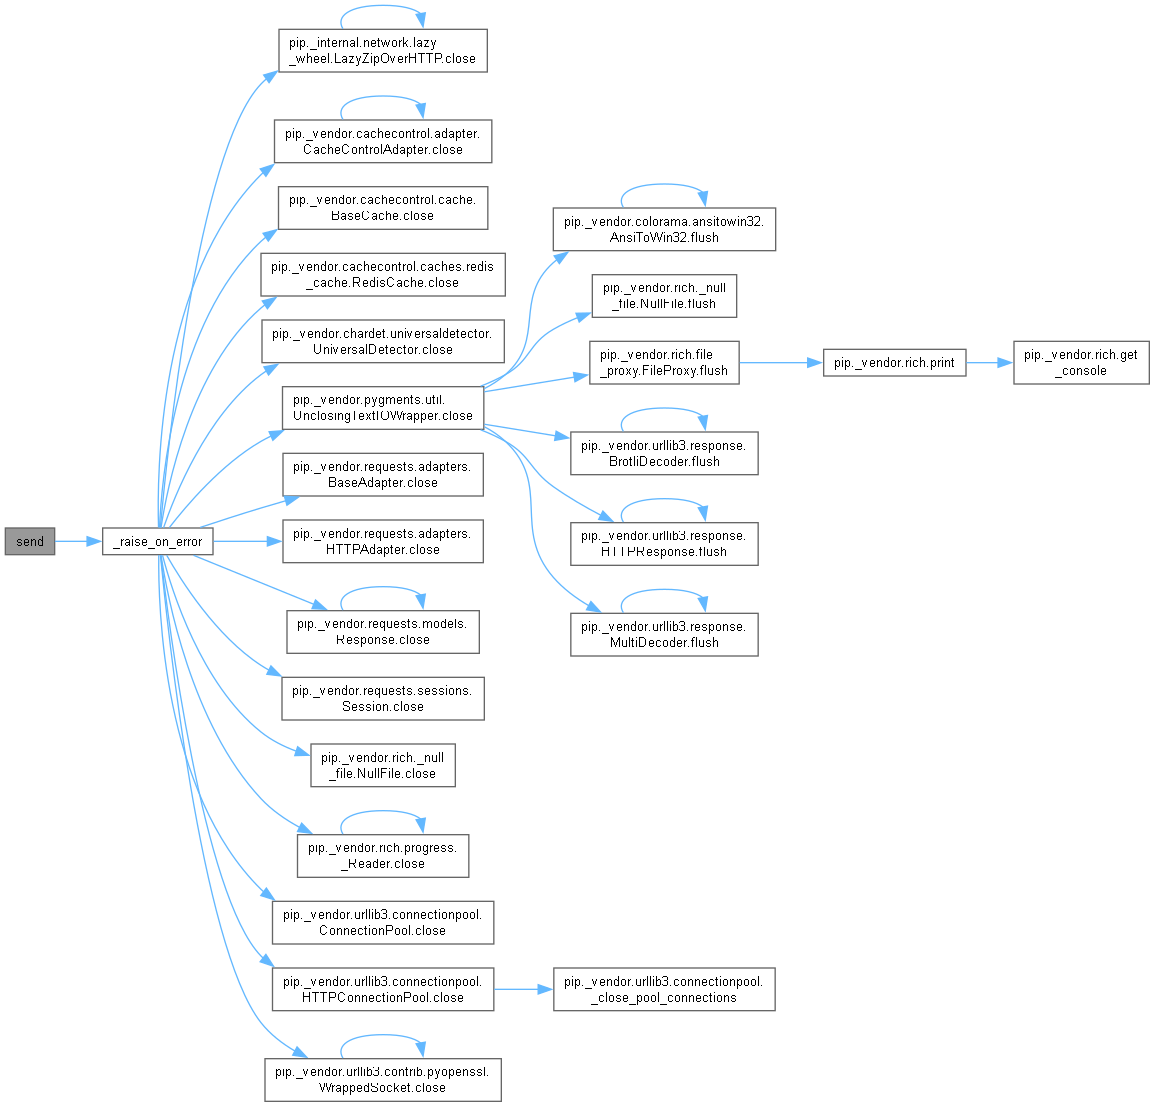 send
_raise_on_error
pip._internal.network.lazy
_wheel.LazyZipOverHTTP.close
pip._vendor.cachecontrol.adapter.
CacheControlAdapter.close
pip._vendor.cachecontrol.cache.
BaseCache.close
pip._vendor.cachecontrol.caches.redis
_cache.RedisCache.close
pip._vendor.chardet.universaldetector.
UniversalDetector.close
pip._vendor.pygments.util.
UnclosingTextIOWrapper.close
pip._vendor.requests.adapters.
BaseAdapter.close
pip._vendor.requests.adapters.
HTTPAdapter.close
pip._vendor.requests.models.
Response.close
pip._vendor.requests.sessions.
Session.close
pip._vendor.rich._null
_file.NullFile.close
pip._vendor.rich.progress.
_Reader.close
pip._vendor.urllib3.connectionpool.
ConnectionPool.close
pip._vendor.urllib3.connectionpool.
HTTPConnectionPool.close
pip._vendor.urllib3.contrib.pyopenssl.
WrappedSocket.close
pip._vendor.colorama.ansitowin32.
AnsiToWin32.flush
pip._vendor.rich._null
_file.NullFile.flush
pip._vendor.rich.file
_proxy.FileProxy.flush
pip._vendor.urllib3.response.
BrotliDecoder.flush
pip._vendor.urllib3.response.
HTTPResponse.flush
pip._vendor.urllib3.response.
MultiDecoder.flush
pip._vendor.urllib3.connectionpool.
_close_pool_connections
pip._vendor.rich.print
pip._vendor.rich.get
_console